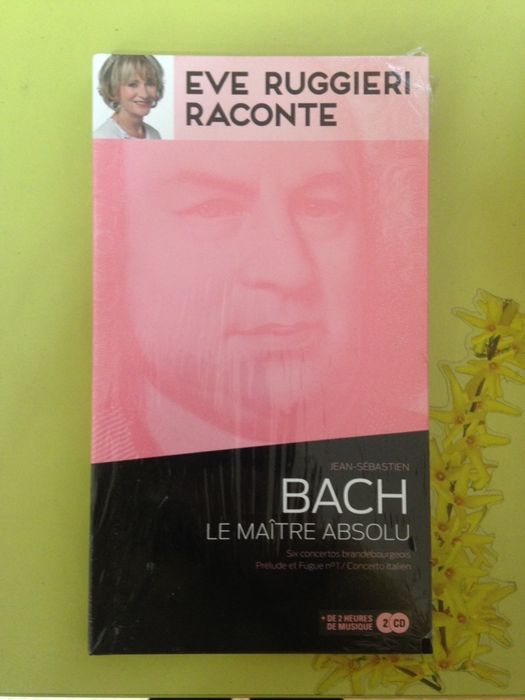 EVE RUGGIERI
RACONTE
JEAN-SÉBASTIEN
BACH
LE MAÎTRE ABSOLU
Six concertos brandebourgeois
Prélude et Fugue n°1 / Concerto italien
+ DE 2 HEURES
DE MUSIQUE
2 CD